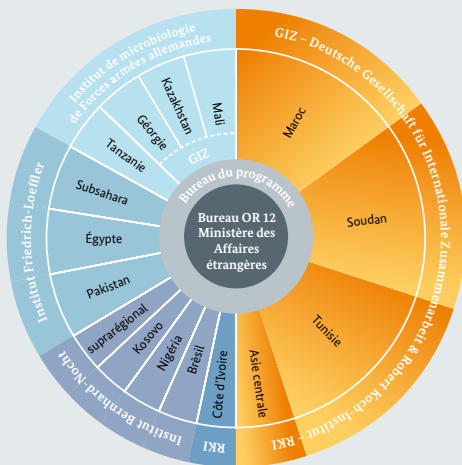 Institut de microbiologie
de Forces armées allemandes
GIZ – Deutsche Gesellschaft für Internationale Zusammenarbeit & Robert Koch-Institut – RKI
Institut Friedrich-Loeffler
Institut Bernhard-Nocht
RKI
Tanzanie
Géorgie
Kazakhstan
Mali
GIZ
Maroc
Soudan
Tunisie
Asie centrale
Côte d'Ivoire
Brésil
Nigéria
Kosovo
suprarégional
Pakistan
Égypte
Subsahara
Bureau du programme
Bureau OR 12
Ministère des
Affaires
étrangères